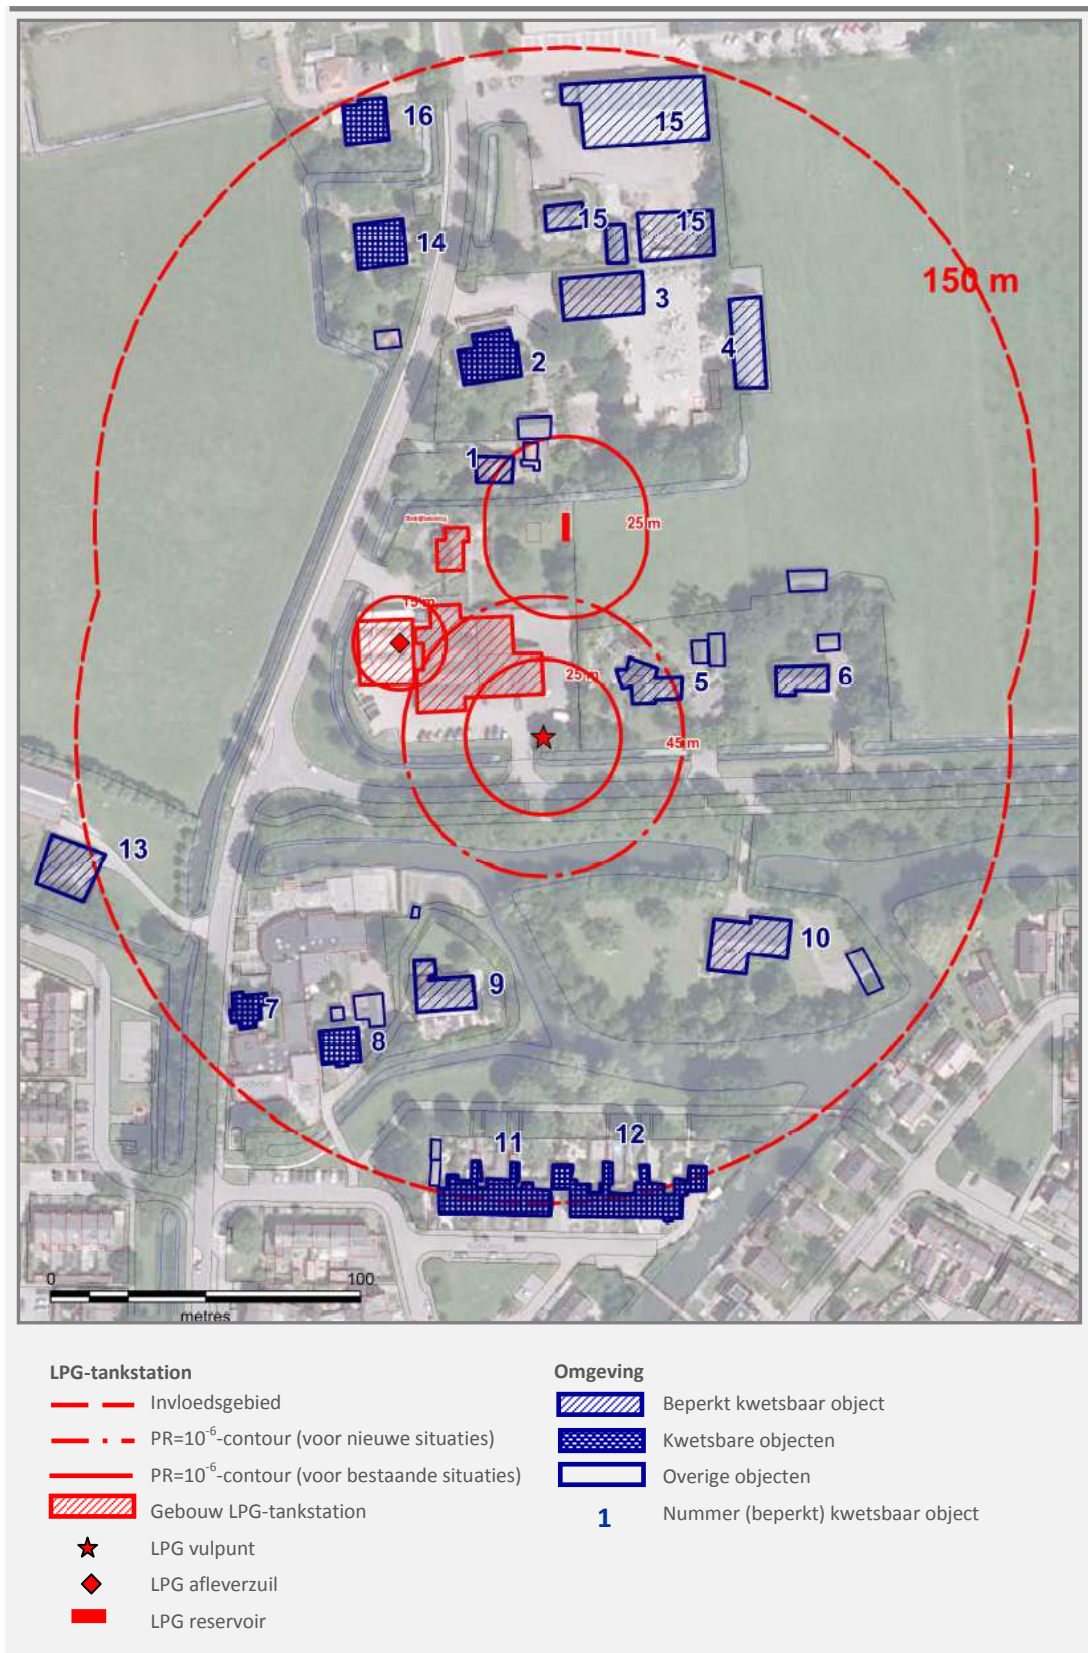 16
15
14
15
15
150 m
3
4
2
1
25 m
15 m
25 m
5
6
45 m
13
10
9
7
8
12
11
0
100
metres
LPG-tankstation
Invloedsgebied
PR=10⁻⁶-contour (voor nieuwe situaties)
PR=10⁻⁶-contour (voor bestaande situaties)
Gebouw LPG-tankstation
LPG vulpunt
LPG afleverzuil
LPG reservoir
Omgeving
Beperkt kwetsbaar object
Kwetsbare objecten
Overige objecten
1 Nummer (beperkt) kwetsbaar object